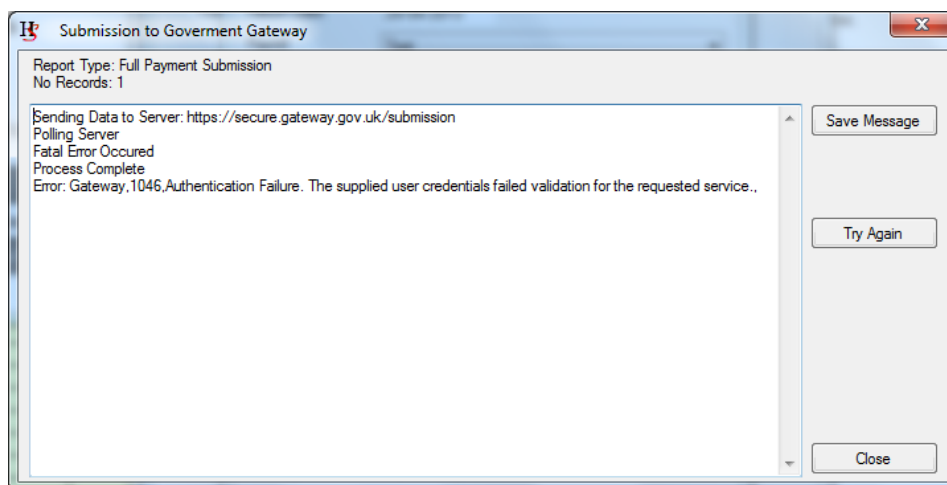 Submission to Goverment Gateway
Report Type: Full Payment Submission
No Records: 1
Sending Data to Server: https://secure.gateway.gov.uk/submission
Polling Server
Fatal Error Occured
Process Complete
Error: Gateway,1046,Authentication Failure. The supplied user credentials failed validation for the requested service.,
Save Message
Try Again
Close